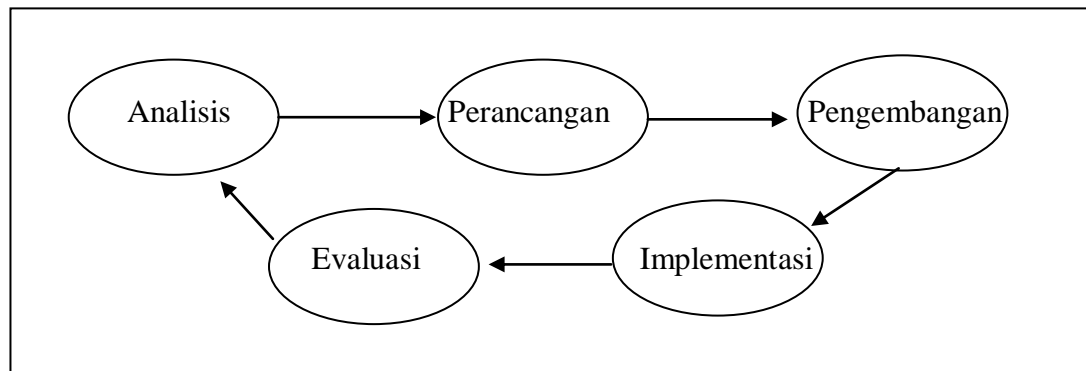 Analisis
Perancangan
Pengembangan
Evaluasi
Implementasi